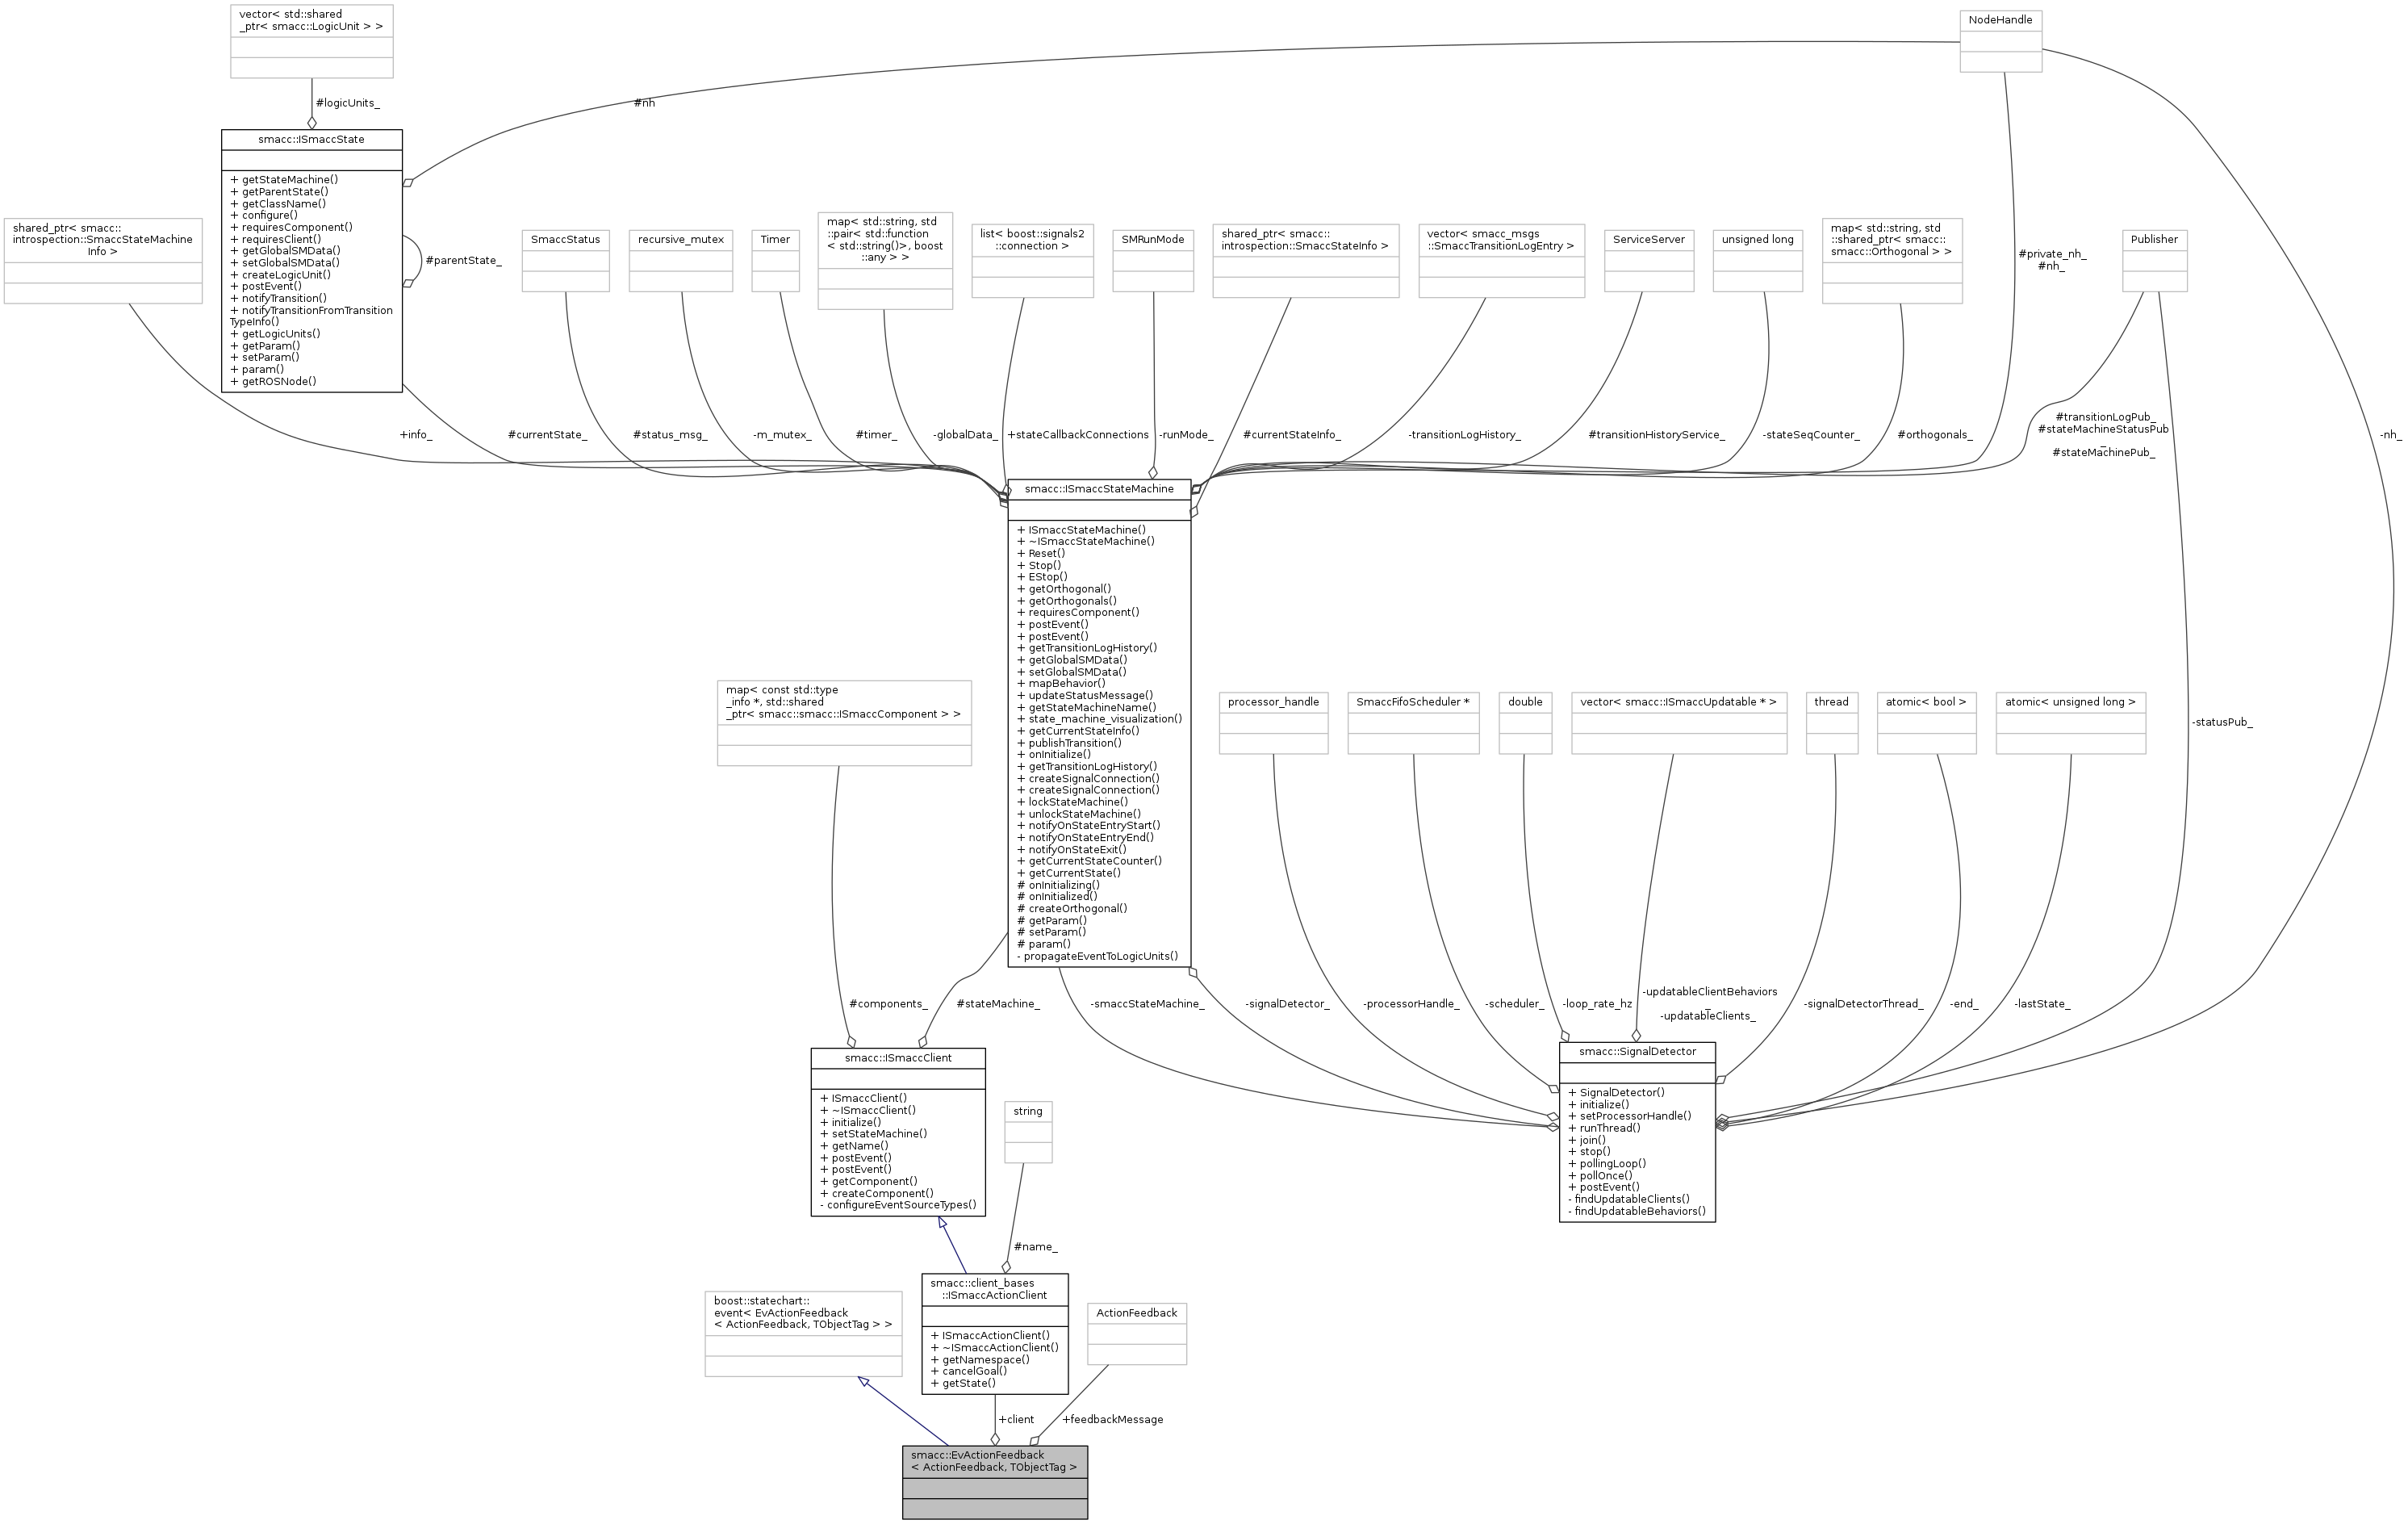 vector< std::shared
_ptr< smacc::LogicUnit > >
NodeHandle
#logicUnits_
#nh
smacc::ISmaccState
+ getStateMachine()
+ getParentState()
+ getClassName()
+ configure()
+ requiresComponent()
+ requiresClient()
+ getGlobalSMData()
+ setGlobalSMData()
+ createLogicUnit()
+ postEvent()
+ notifyTransition()
+ notifyTransitionFromTransition
TypeInfo()
+ getLogicUnits()
+ getParam()
+ setParam()
+ param()
+ getROSNode()
#parentState_
shared_ptr< smacc::
introspection::SmaccStateMachine
Info >
SmaccStatus
recursive_mutex
Timer
map< std::string, std
::pair< std::function
< std::string()>, boost
::any > >
list< boost::signals2
::connection >
SMRunMode
shared_ptr< smacc::
introspection::SmaccStateInfo >
vector< smacc_msgs
::SmaccTransitionLogEntry >
ServiceServer
unsigned long
map< std::string, std
::shared_ptr< smacc::
smacc::Orthogonal > >
#private_nh_
#nh_
Publisher
+info_
#currentState_
#status_msg_
-m_mutex_
#timer_
-globalData_
+stateCallbackConnections
-runMode_
#currentStateInfo_
-transitionLogHistory_
#transitionHistoryService_
-stateSeqCounter_
#orthogonals_
#transitionLogPub_
#stateMachineStatusPub
_
#stateMachinePub_
-nh_
smacc::ISmaccStateMachine
+ ISmaccStateMachine()
+ ~ISmaccStateMachine()
+ Reset()
+ Stop()
+ EStop()
+ getOrthogonal()
+ getOrthogonals()
+ requiresComponent()
+ postEvent()
+ postEvent()
+ getTransitionLogHistory()
+ getGlobalSMData()
+ setGlobalSMData()
+ mapBehavior()
+ updateStatusMessage()
+ getStateMachineName()
+ state_machine_visualization()
+ getCurrentStateInfo()
+ publishTransition()
+ onInitialize()
+ getTransitionLogHistory()
+ createSignalConnection()
+ createSignalConnection()
+ lockStateMachine()
+ unlockStateMachine()
+ notifyOnStateEntryStart()
+ notifyOnStateEntryEnd()
+ notifyOnStateExit()
+ getCurrentStateCounter()
+ getCurrentState()
# onInitializing()
# onInitialized()
# createOrthogonal()
# getParam()
# setParam()
# param()
- propagateEventToLogicUnits()
map< const std::type
_info *, std::shared
_ptr< smacc::smacc::ISmaccComponent > >
processor_handle
SmaccFifoScheduler *
double
vector< smacc::ISmaccUpdatable * >
thread
atomic< bool >
atomic< unsigned long >
-statusPub_
#components_
#stateMachine_
-smaccStateMachine_
-signalDetector_
-processorHandle_
-scheduler_
-loop_rate_hz
-updatableClientBehaviors
_
-updatableClients_
-signalDetectorThread_
-end_
-lastState_
smacc::ISmaccClient
+ ISmaccClient()
+ ~ISmaccClient()
+ initialize()
+ setStateMachine()
+ getName()
+ postEvent()
+ postEvent()
+ getComponent()
+ createComponent()
- configureEventSourceTypes()
smacc::SignalDetector
+ SignalDetector()
+ initialize()
+ setProcessorHandle()
+ runThread()
+ join()
+ stop()
+ pollingLoop()
+ pollOnce()
+ postEvent()
- findUpdatableClients()
- findUpdatableBehaviors()
string
#name_
boost::statechart::
event< EvActionFeedback
< ActionFeedback, TObjectTag > >
smacc::client_bases
::ISmaccActionClient
+ ISmaccActionClient()
+ ~ISmaccActionClient()
+ getNamespace()
+ cancelGoal()
+ getState()
ActionFeedback
+client
+feedbackMessage
smacc::EvActionFeedback
< ActionFeedback, TObjectTag >